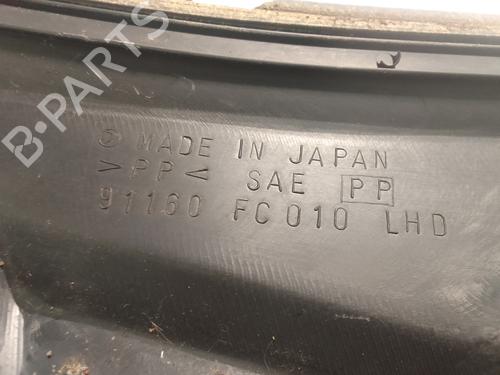 B-PARTS
MADE IN JAPAN
>PP< SAE PP
91160 FC010 LHD